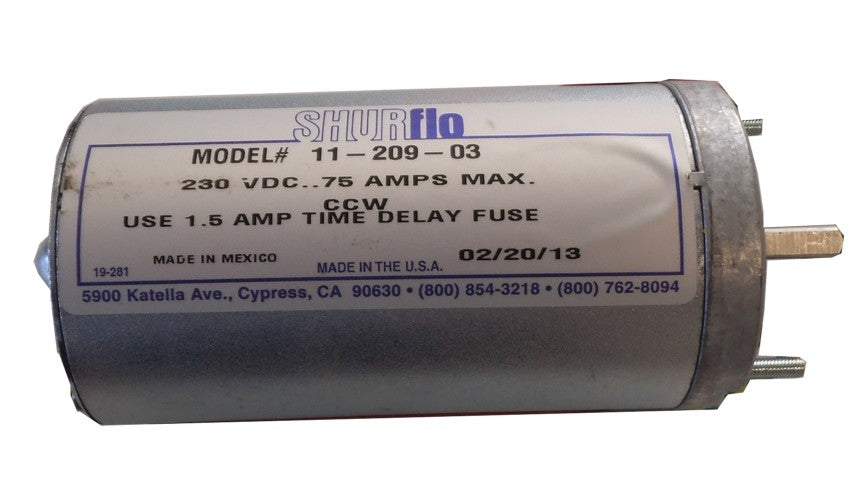 SHURflo
MODEL# 11-209-03
230 VDC..75 AMPS MAX.
CCW
USE 1.5 AMP TIME DELAY FUSE
MADE IN MEXICO 02/20/13
19-281 MADE IN THE U.S.A.
5900 Katella Ave., Cypress, CA 90630 • (800) 854-3218 • (800) 762-8094